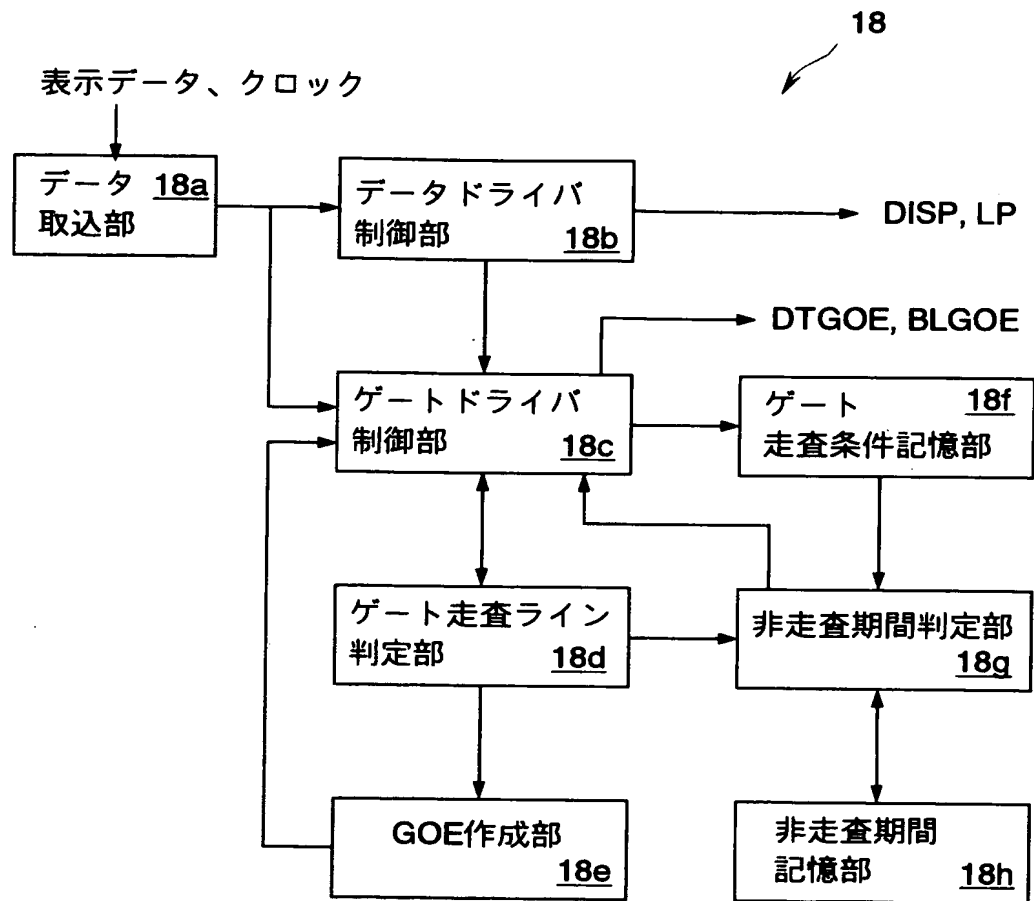 18
表示データ、クロック
データ 18a
取込部
データドライバ
制御部 18b
DISP, LP
DTGOE, BLGOE
ゲートドライバ
制御部 18c
ゲート 18f
走査条件記憶部
ゲート走査ライン
判定部 18d
非走査期間判定部
18g
GOE作成部
18e
非走査期間
記憶部 18h